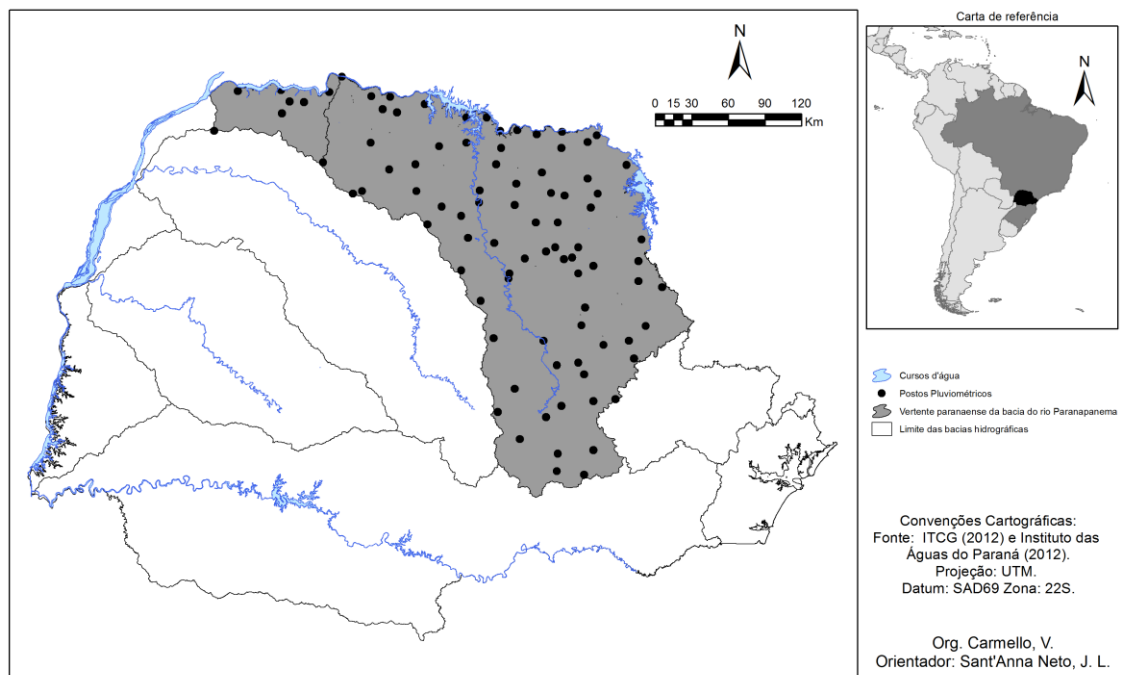 N
0 15 30 60 90 120
Km
Carta de referência
N
Cursos d'água
Postos Pluviométricos
Vertente paranaense da bacia do rio Paranapanema
Limite das bacias hidrográficas
Convenções Cartográficas:
Fonte: ITCG (2012) e Instituto das
Águas do Paraná (2012).
Projeção: UTM.
Datum: SAD69 Zona: 22S.
Org. Carmello, V.
Orientador: Sant'Anna Neto, J. L.